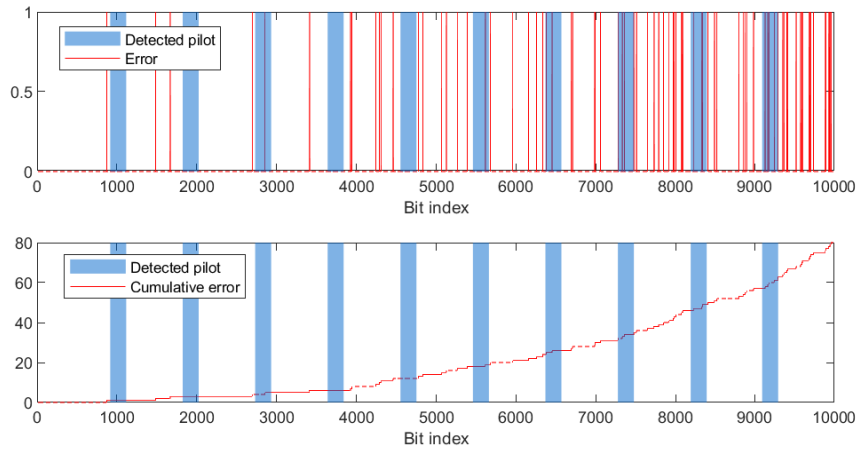 1
Detected pilot
Error
0.5
0
0 1000 2000 3000 4000 5000 6000 7000 8000 9000 10000
Bit index
80
Detected pilot
Cumulative error
60
40
20
0
0 1000 2000 3000 4000 5000 6000 7000 8000 9000 10000
Bit index